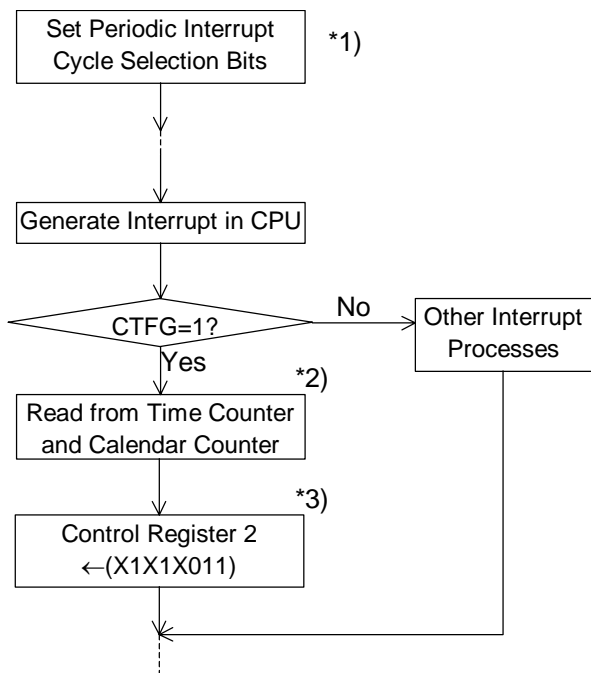 Set Periodic Interrupt
Cycle Selection Bits
*1)
Generate Interrupt in CPU
CTFG=1?
No
Other Interrupt
Processes
Yes
*2)
Read from Time Counter
and Calendar Counter
*3)
Control Register 2
←(X1X1X011)